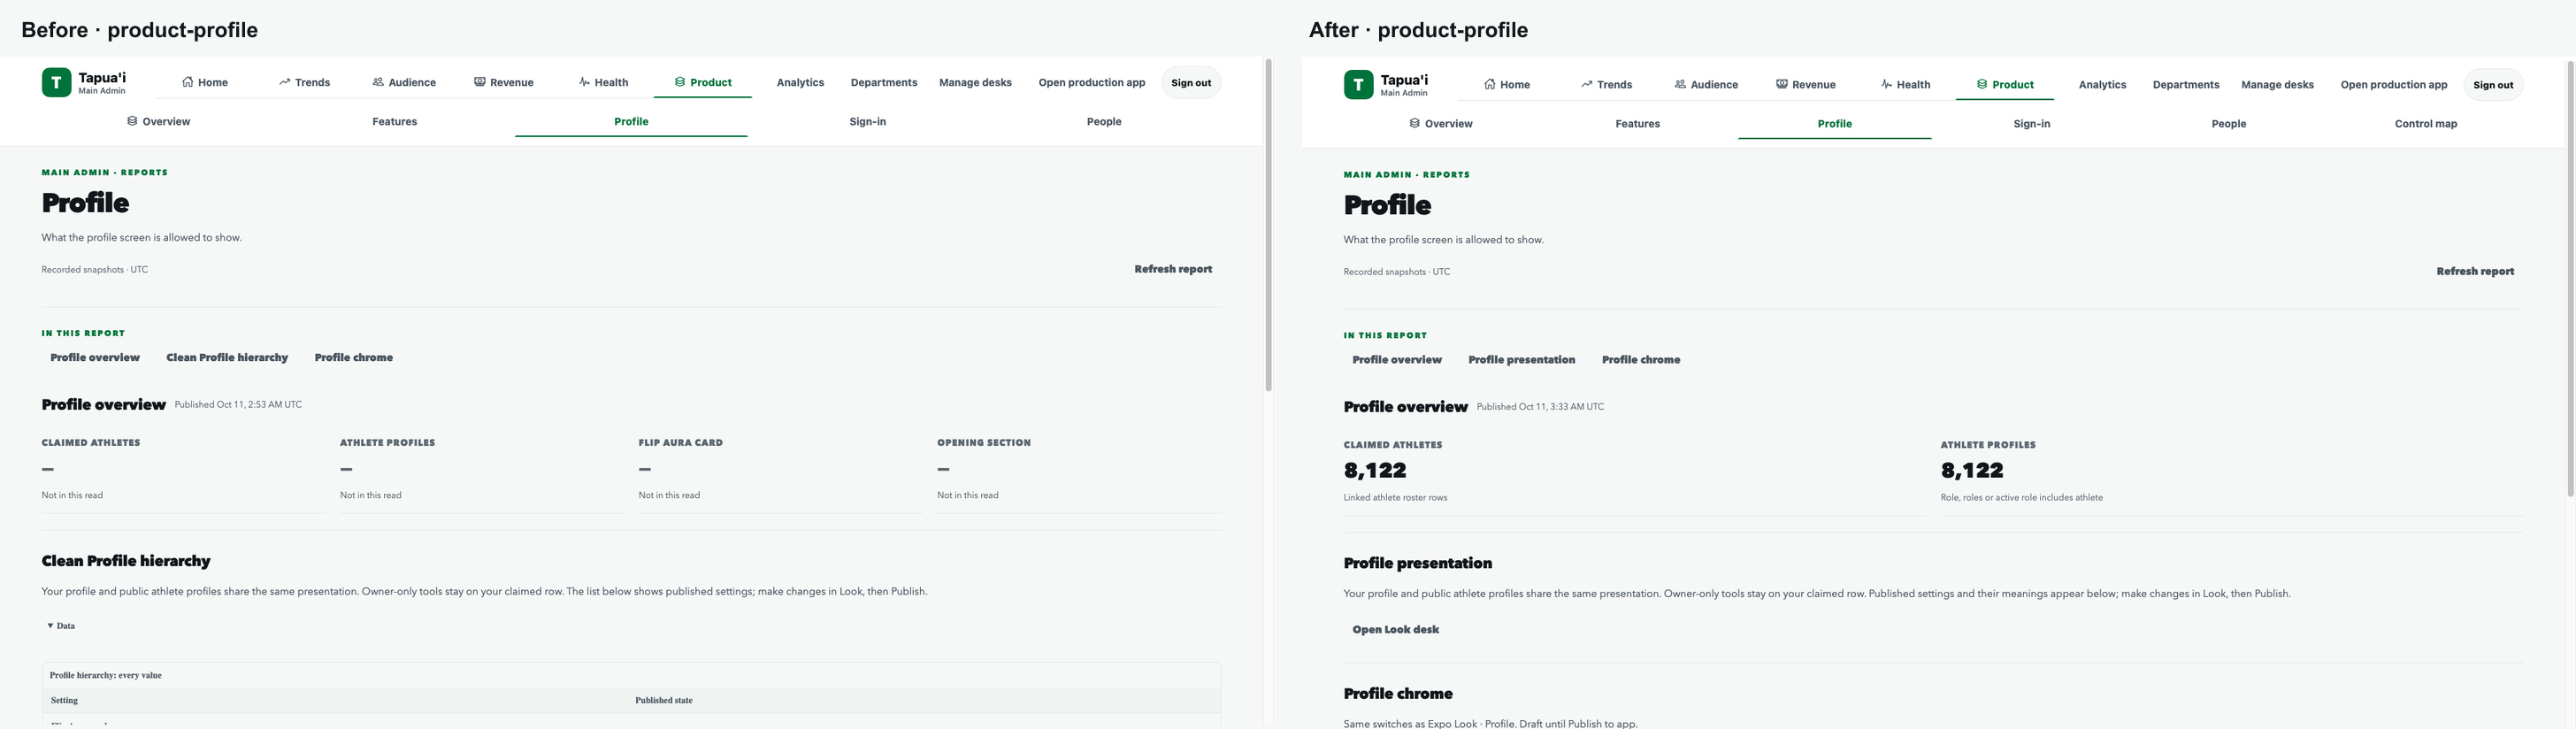 Before · product-profile
T
Tapua'i
Main Admin
Home
Trends
Audience
Revenue
Health
Product
Analytics
Departments
Manage desks
Open production app
Sign out
Overview
Features
Profile
Sign-in
People
MAIN ADMIN · REPORTS
Profile
What the profile screen is allowed to show.
Recorded snapshots · UTC
Refresh report
IN THIS REPORT
Profile overview
Clean Profile hierarchy
Profile chrome
Profile overview Published Oct 11, 2:53 AM UTC
CLAIMED ATHLETES
—
Not in this read
ATHLETE PROFILES
—
Not in this read
FLIP AURA CARD
—
Not in this read
OPENING SECTION
—
Not in this read
Clean Profile hierarchy
Your profile and public athlete profiles share the same presentation. Owner-only tools stay on your claimed row. The list below shows published settings; make changes in Look, then Publish.
▼ Data
Profile hierarchy: every value
Setting
Published state
After · product-profile
T
Tapua'i
Main Admin
Home
Trends
Audience
Revenue
Health
Product
Analytics
Departments
Manage desks
Open production app
Sign out
Overview
Features
Profile
Sign-in
People
Control map
MAIN ADMIN · REPORTS
Profile
What the profile screen is allowed to show.
Recorded snapshots · UTC
Refresh report
IN THIS REPORT
Profile overview
Profile presentation
Profile chrome
Profile overview Published Oct 11, 3:33 AM UTC
CLAIMED ATHLETES
8,122
Linked athlete roster rows
ATHLETE PROFILES
8,122
Role, roles or active role includes athlete
Profile presentation
Your profile and public athlete profiles share the same presentation. Owner-only tools stay on your claimed row. Published settings and their meanings appear below; make changes in Look, then Publish.
Open Look desk
Profile chrome
Same switches as Expo Look · Profile. Draft until Publish to app.